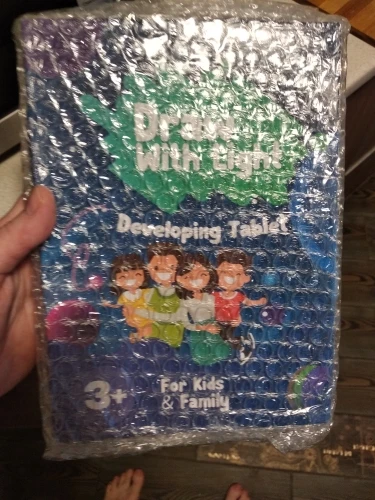 Draw
With Light
Developing Tablet
3+
For Kids
& Family